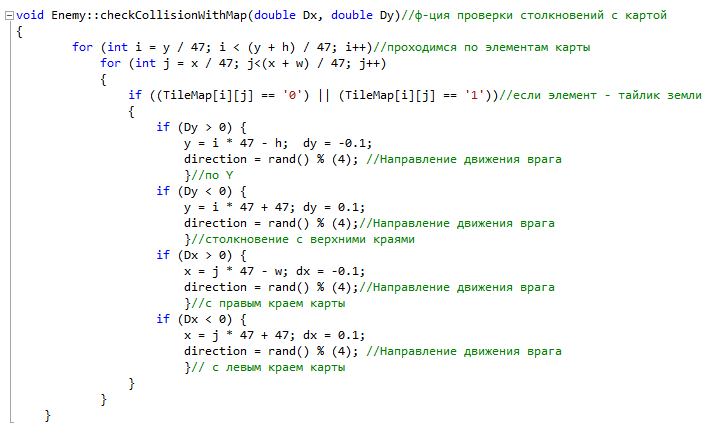 void Enemy::checkCollisionWithMap(double Dx, double Dy)//ф-ция проверки столкновений с картой
{
for (int i = y / 47; i < (y + h) / 47; i++)//проходимся по элементам карты
for (int j = x / 47; j<(x + w) / 47; j++)
{
if ((TileMap[i][j] == '0') || (TileMap[i][j] == '1'))//если элемент - тайлик земли
{
if (Dy > 0) {
y = i * 47 - h;  dy = -0.1;
direction = rand() % (4); //Направление движения врага
}//по Y
if (Dy < 0) {
y = i * 47 + 47; dy = 0.1;
direction = rand() % (4);//Направление движения врага
}//столкновение с верхними краями
if (Dx > 0) {
x = j * 47 - w; dx = -0.1;
direction = rand() % (4);//Направление движения врага
}//с правым краем карты
if (Dx < 0) {
x = j * 47 + 47; dx = 0.1;
direction = rand() % (4); //Направление движения врага
}// с левым краем карты
}
}
}